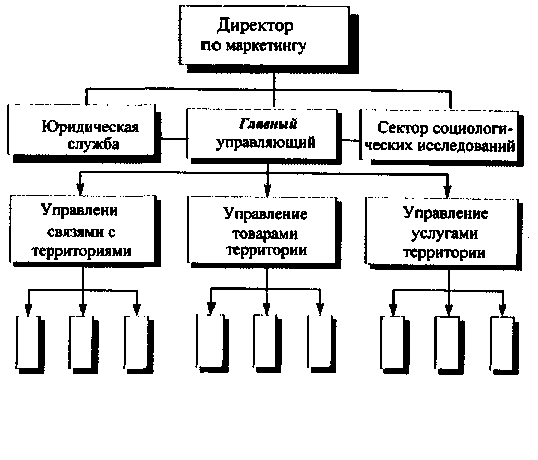 Директор
по маркетингу
Юридическая
служба
Главный
управляющий
Сектор социологи-
ческих исследований
Управлени
связями с
территориями
Управление
товарами
территории
Управление
услугами
территории